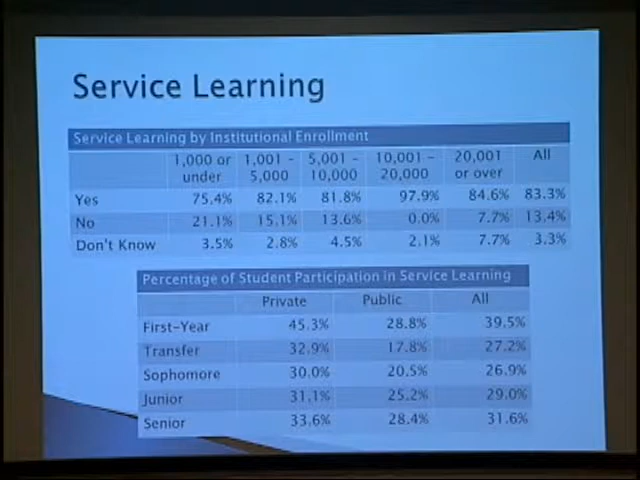 Service Learning
Service Learning by Institutional Enrollment
1,000 or under 1,001 - 5,000 5,001 - 10,000 10,001 - 20,000 20,001 or over All
Yes 75.4% 82.1% 81.8% 97.9% 84.6% 83.3%
No 21.1% 15.1% 13.6% 0.0% 7.7% 13.4%
Don't Know 3.5% 2.8% 4.5% 2.1% 7.7% 3.3%
Percentage of Student Participation in Service Learning
Private Public All
First-Year 45.3% 28.8% 39.5%
Transfer 32.9% 17.8% 27.2%
Sophomore 30.0% 20.5% 26.9%
Junior 31.1% 25.2% 29.0%
Senior 33.6% 28.4% 31.6%